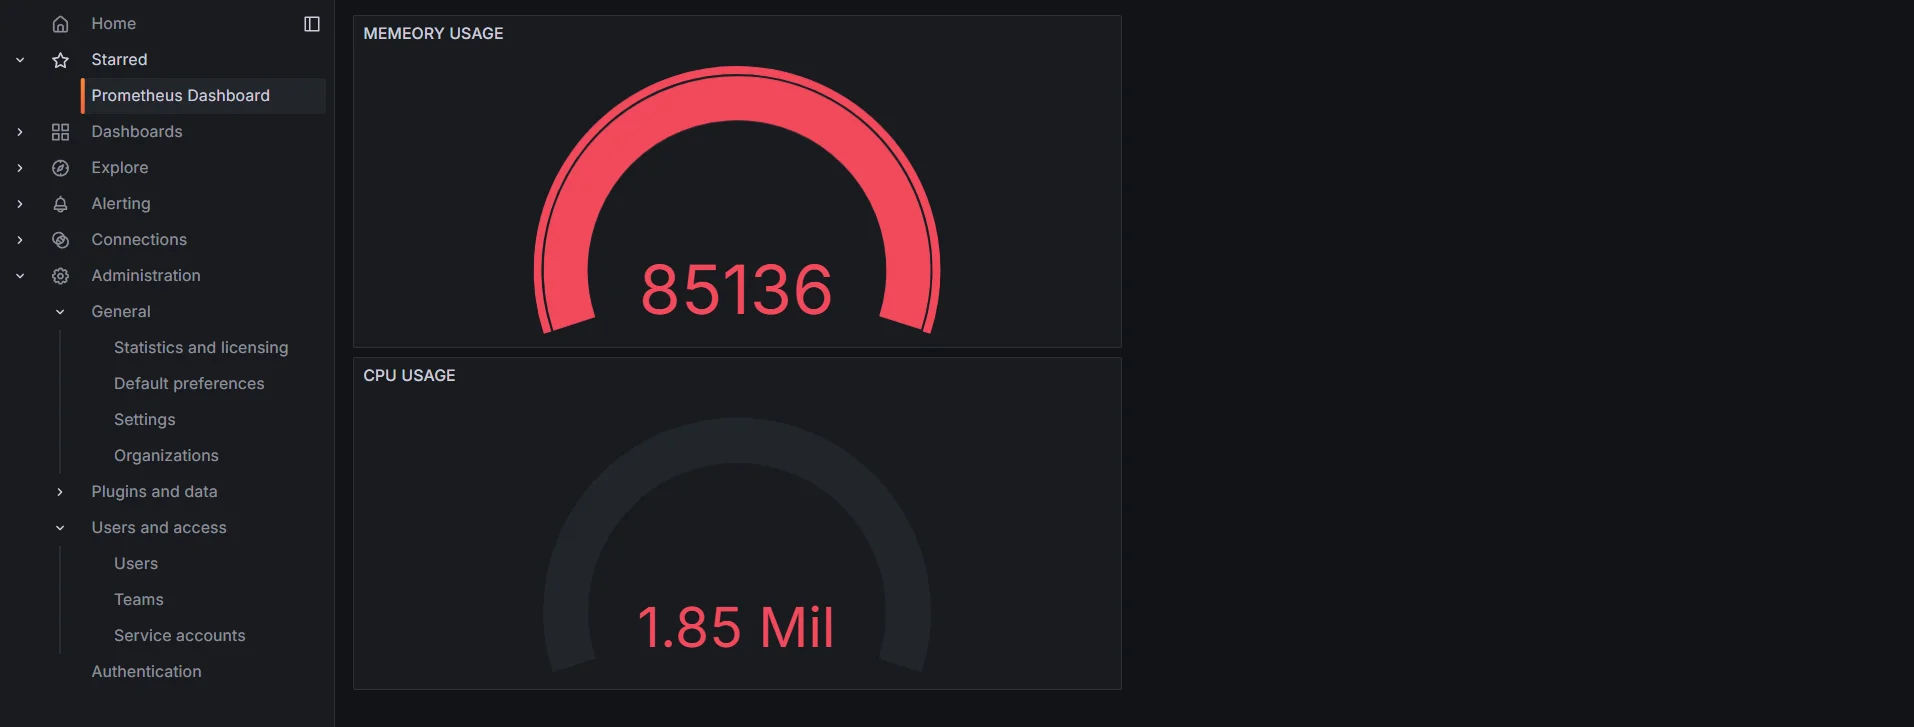 Home
Starred
Prometheus Dashboard
Dashboards
Explore
Alerting
Connections
Administration
General
Statistics and licensing
Default preferences
Settings
Organizations
Plugins and data
Users and access
Users
Teams
Service accounts
Authentication
MEMEORY USAGE
85136
CPU USAGE
1.85 Mil